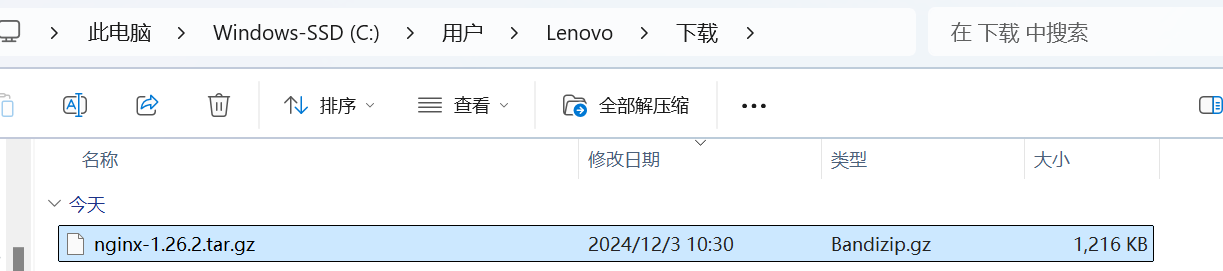 此电脑 Windows-SSD (C:) 用户 Lenovo 下载 在 下载 中搜索
排序 查看 全部解压缩
名称 修改日期 类型 大小
今天
nginx-1.26.2.tar.gz 2024/12/3 10:30 Bandizip.gz 1,216 KB